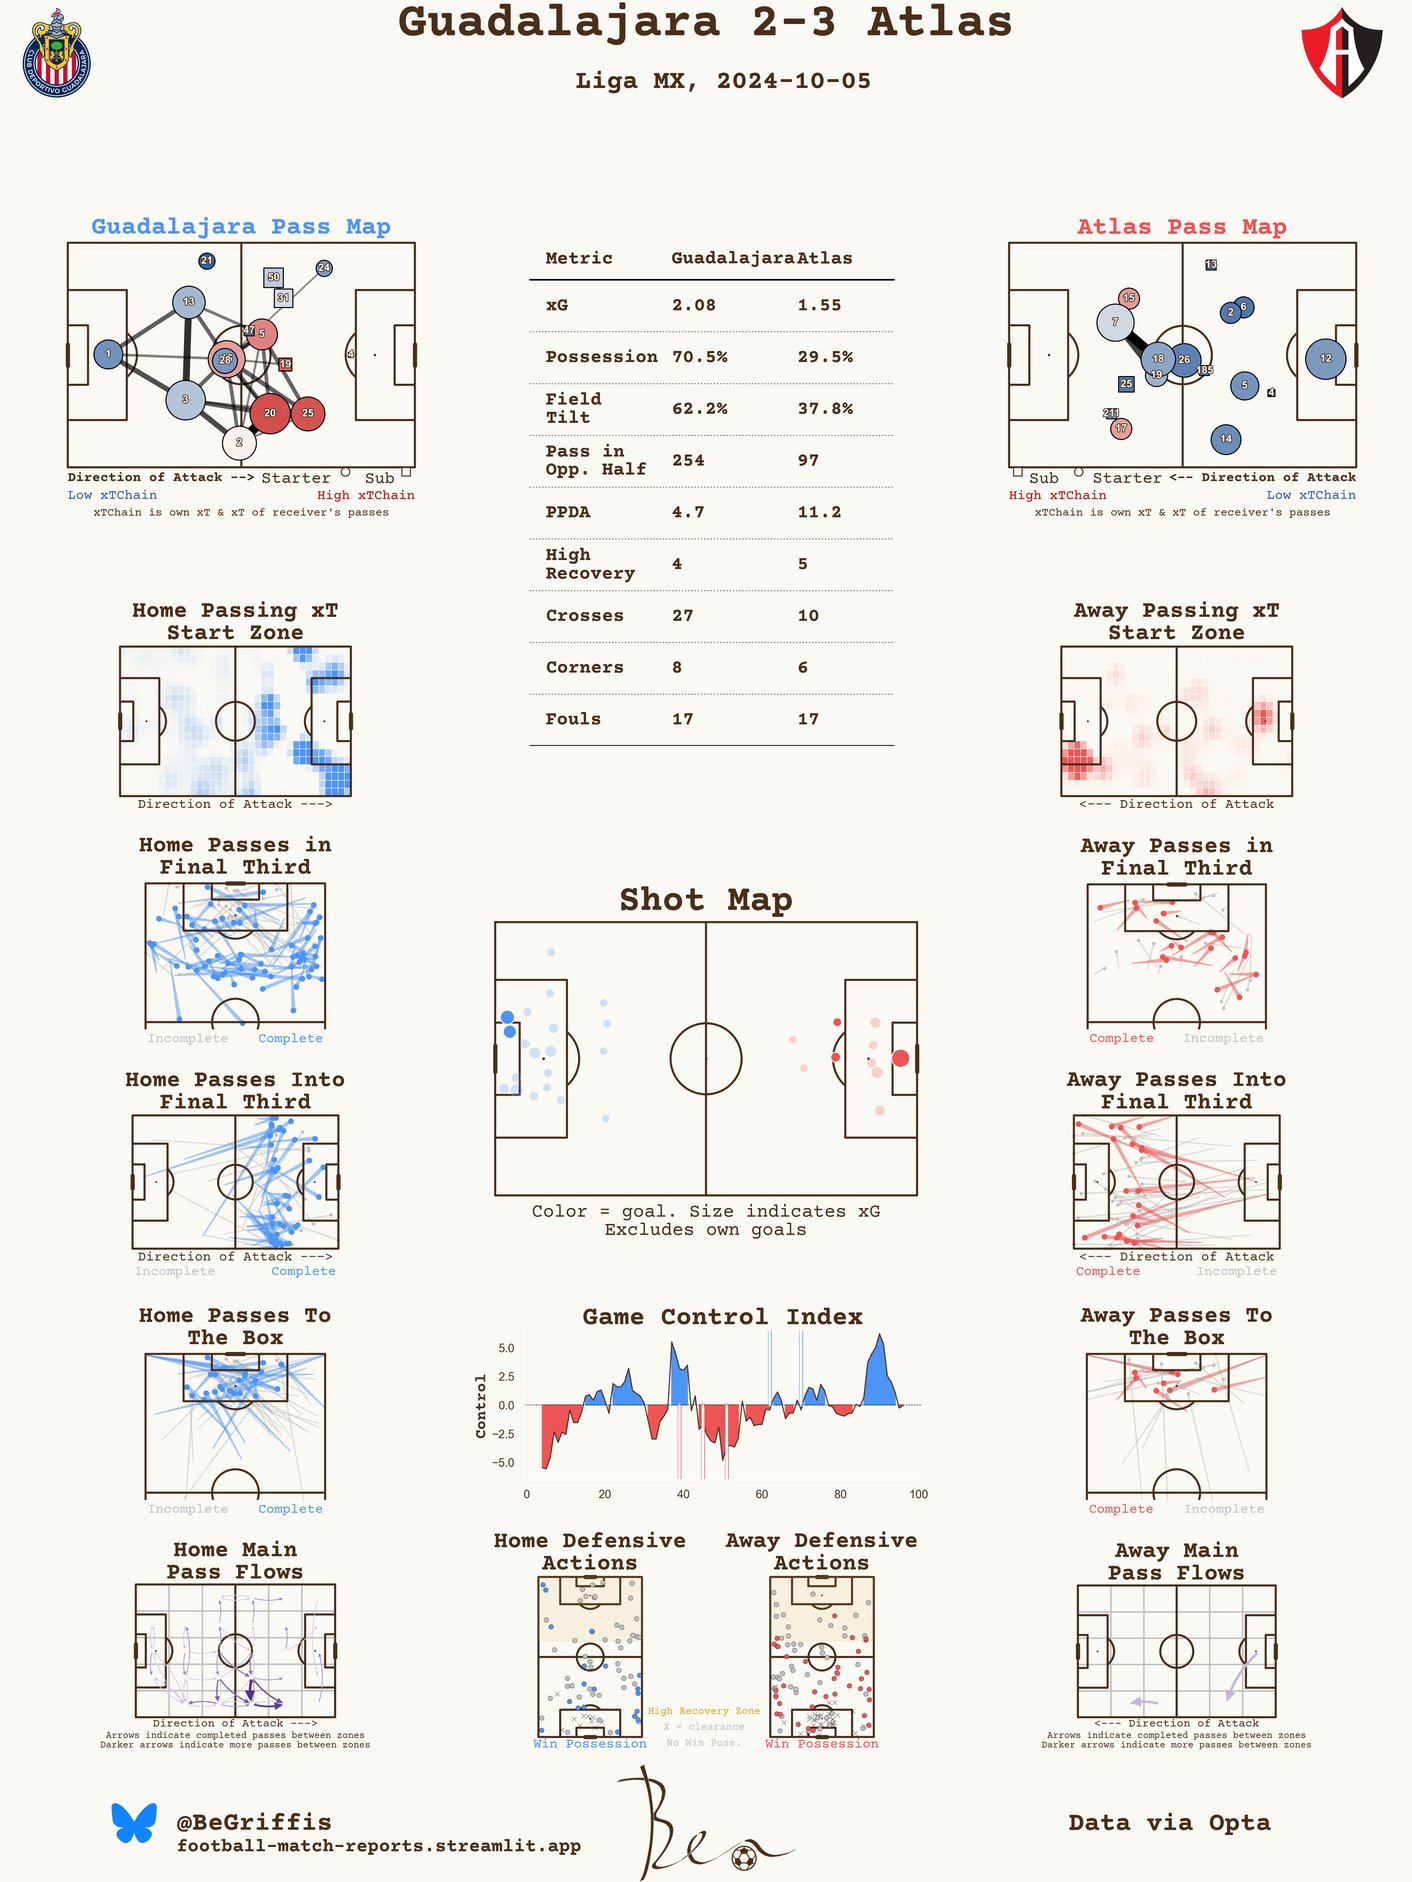 Guadalajara 2-3 Atlas
Liga MX, 2024-10-05
CLUB DEPORTIVO GUADALAJARA
Guadalajara Pass Map
21
50
24
13
31
47
5
1
28
19
4
3
20
25
2
Direction of Attack --> Starter Sub
Low xTChain High xTChain
xTChain is own xT & xT of receiver's passes
Metric Guadalajara Atlas
xG 2.08 1.55
Possession 70.5% 29.5%
Field
Tilt 62.2% 37.8%
Pass in
Opp. Half 254 97
PPDA 4.7 11.2
High
Recovery 4 5
Crosses 27 10
Corners 8 6
Fouls 17 17
Atlas Pass Map
13
15
6
2
7
18
26
12
19
185
25
5
4
211
17
14
Sub Starter <-- Direction of Attack
High xTChain Low xTChain
xTChain is own xT & xT of receiver's passes
Home Passing xT
Start Zone
Direction of Attack --->
Away Passing xT
Start Zone
<--- Direction of Attack
Home Passes in
Final Third
Incomplete Complete
Away Passes in
Final Third
Complete Incomplete
Shot Map
Color = goal. Size indicates xG
Excludes own goals
Home Passes Into
Final Third
Direction of Attack --->
Incomplete Complete
Away Passes Into
Final Third
<--- Direction of Attack
Complete Incomplete
Home Passes To
The Box
Incomplete Complete
Game Control Index
Control
5.0
2.5
0.0
−2.5
−5.0
0 20 40 60 80 100
Away Passes To
The Box
Complete Incomplete
Home Main
Pass Flows
Direction of Attack --->
Arrows indicate completed passes between zones
Darker arrows indicate more passes between zones
Home Defensive
Actions
Win Possession
Away Defensive
Actions
Win Possession
High Recovery Zone
X = clearance
No Win Poss.
Away Main
Pass Flows
<--- Direction of Attack
Arrows indicate completed passes between zones
Darker arrows indicate more passes between zones
@BeGriffis
football-match-reports.streamlit.app
Ben
Data via Opta